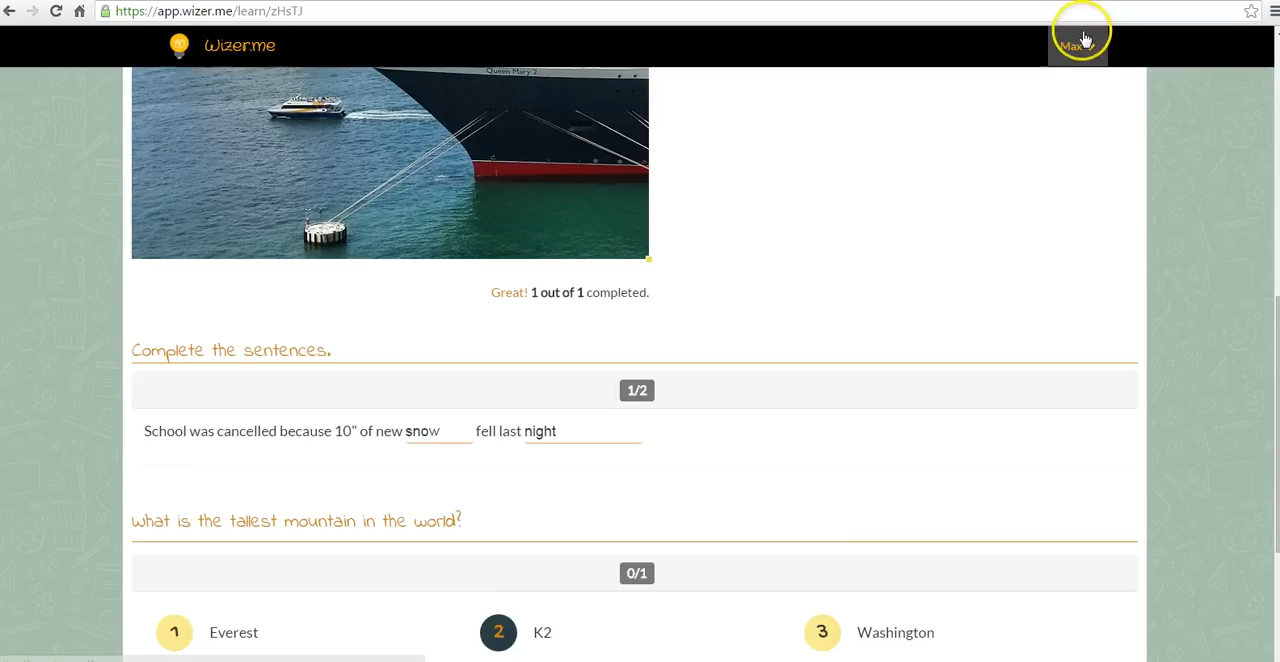 https://app.wizer.me/learn/zHsTJ
Wizer.me
Max
Queen Mary 2
Great! 1 out of 1 completed.
Complete the sentences.
1/2
School was cancelled because 10" of new snow fell last night
What is the tallest mountain in the world?
0/1
1 Everest 2 K2 3 Washington